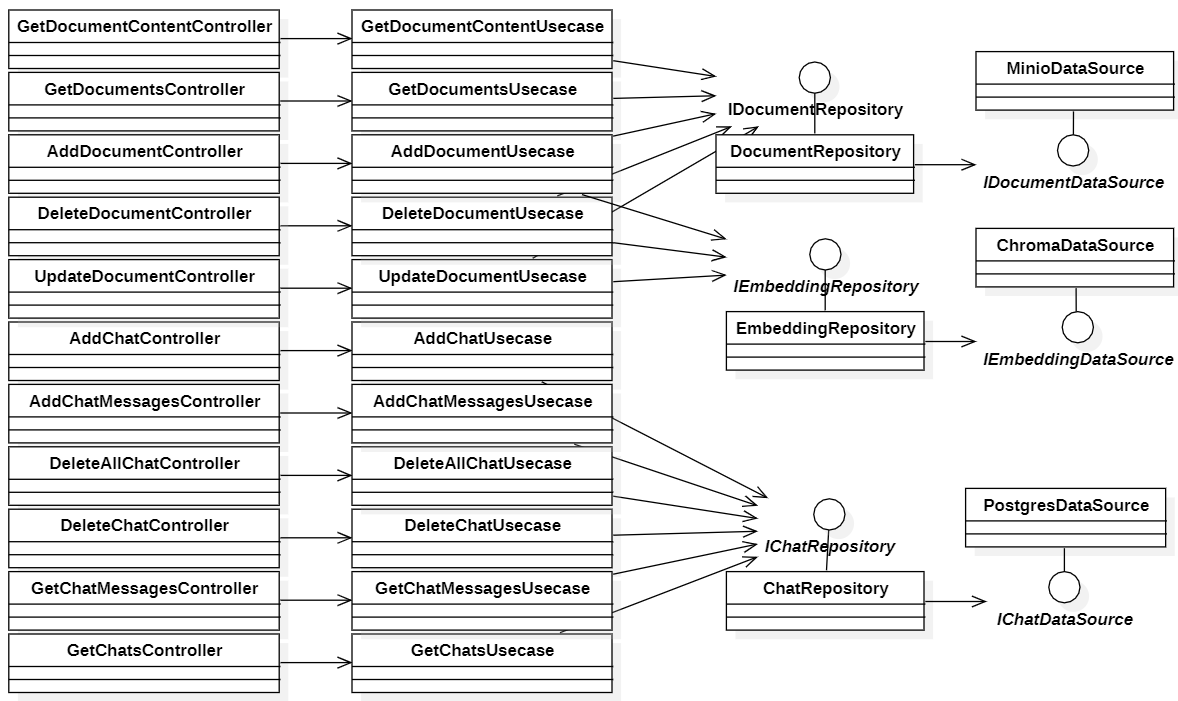 GetDocumentContentController
GetDocumentsController
AddDocumentController
DeleteDocumentController
UpdateDocumentController
AddChatController
AddChatMessagesController
DeleteAllChatController
DeleteChatController
GetChatMessagesController
GetChatsController
GetDocumentContentUsecase
GetDocumentsUsecase
AddDocumentUsecase
DeleteDocumentUsecase
UpdateDocumentUsecase
AddChatUsecase
AddChatMessagesUsecase
DeleteAllChatUsecase
DeleteChatUsecase
GetChatMessagesUsecase
GetChatsUsecase
IDocumentRepository
DocumentRepository
IEmbeddingRepository
EmbeddingRepository
IChatRepository
ChatRepository
MinioDataSource
IDocumentDataSource
ChromaDataSource
IEmbeddingDataSource
PostgresDataSource
IChatDataSource